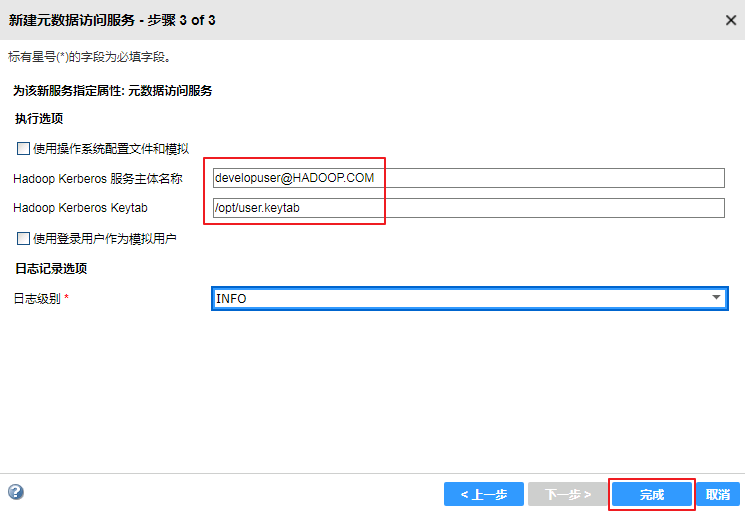 新建元数据访问服务 - 步骤 3 of 3
标有星号(*)的字段为必填字段。
为该新服务指定属性: 元数据访问服务
执行选项
使用操作系统配置文件和模拟
Hadoop Kerberos 服务主体名称 developuser@HADOOP.COM
Hadoop Kerberos Keytab /opt/user.keytab
使用登录用户作为模拟用户
日志记录选项
日志级别 * INFO
< 上一步 下一步 > 完成 取消